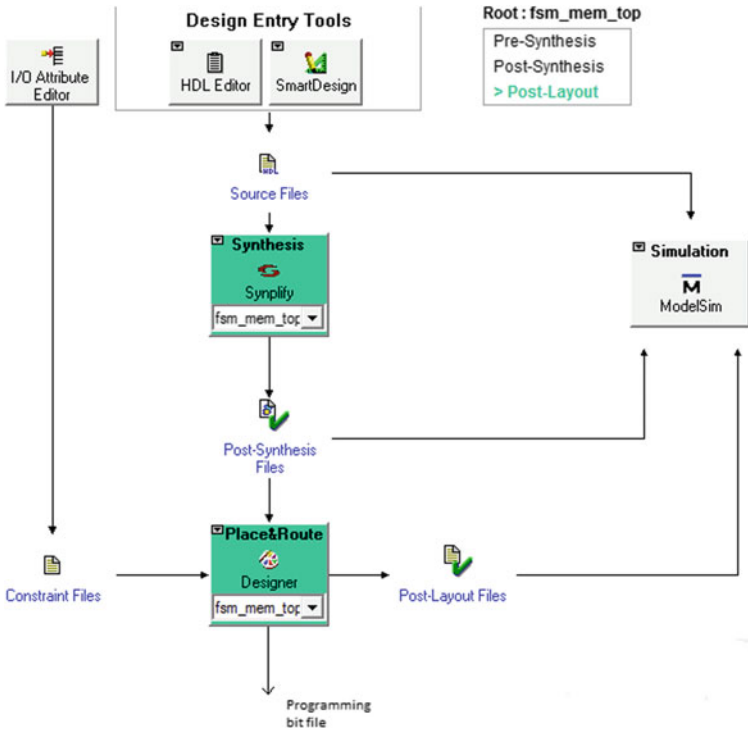 Design Entry Tools
Root : fsm_mem_top
Pre-Synthesis
Post-Synthesis
> Post-Layout
I/O Attribute
Editor
HDL Editor
SmartDesign
HDL
Source Files
Synthesis
Synplify
fsm_mem_top
Simulation
M
ModelSim
Post-Synthesis
Files
Place&Route
Designer
fsm_mem_top
Constraint Files
Post-Layout Files
Programming
bit file